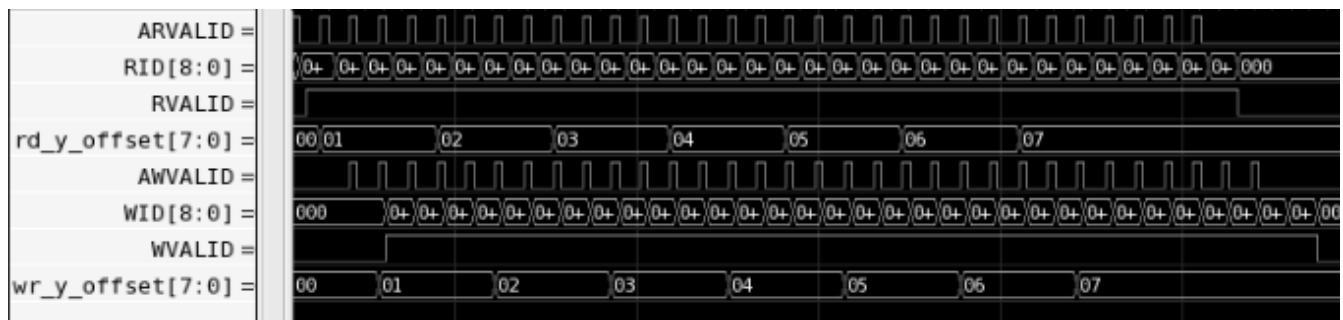 ARVALID =
RID[8:0] = 0+ 0+ 0+ 0+ 0+ 0+ 0+ 0+ 0+ 0+ 0+ 0+ 0+ 0+ 0+ 0+ 0+ 0+ 0+ 0+ 0+ 0+ 0+ 0+ 0+ 0+ 0+ 0+ 0+ 0+ 0+ 0+ 000
RVALID =
rd_y_offset[7:0] = 00 01 02 03 04 05 06 07
AWVALID =
WID[8:0] = 000 0+ 0+ 0+ 0+ 0+ 0+ 0+ 0+ 0+ 0+ 0+ 0+ 0+ 0+ 0+ 0+ 0+ 0+ 0+ 0+ 0+ 0+ 0+ 0+ 0+ 0+ 0+ 0+ 0+ 0+ 0+ 0+ 00
WVALID =
wr_y_offset[7:0] = 00 01 02 03 04 05 06 07